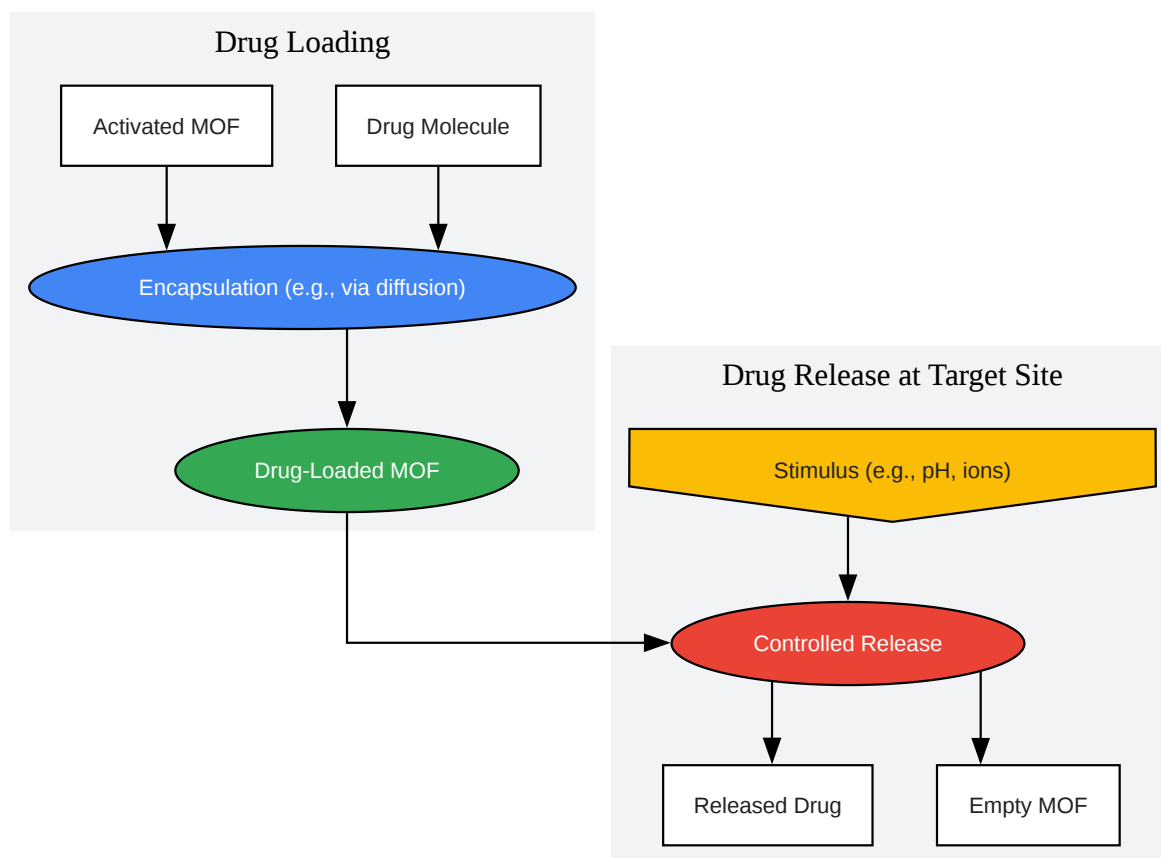 Drug Loading
Activated MOF
Drug Molecule
Encapsulation (e.g., via diffusion)
Drug-Loaded MOF
Drug Release at Target Site
Stimulus (e.g., pH, ions)
Controlled Release
Released Drug
Empty MOF